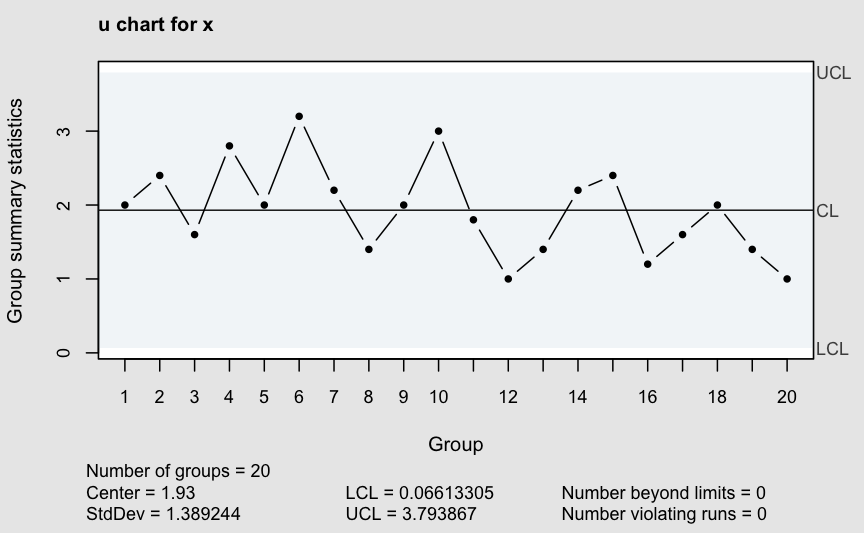 u chart for x
Group summary statistics
3
2
1
0
UCL
CL
LCL
1 2 3 4 5 6 7 8 9 10 12 14 16 18 20
Group
Number of groups = 20
Center = 1.93 LCL = 0.06613305 Number beyond limits = 0
StdDev = 1.389244 UCL = 3.793867 Number violating runs = 0